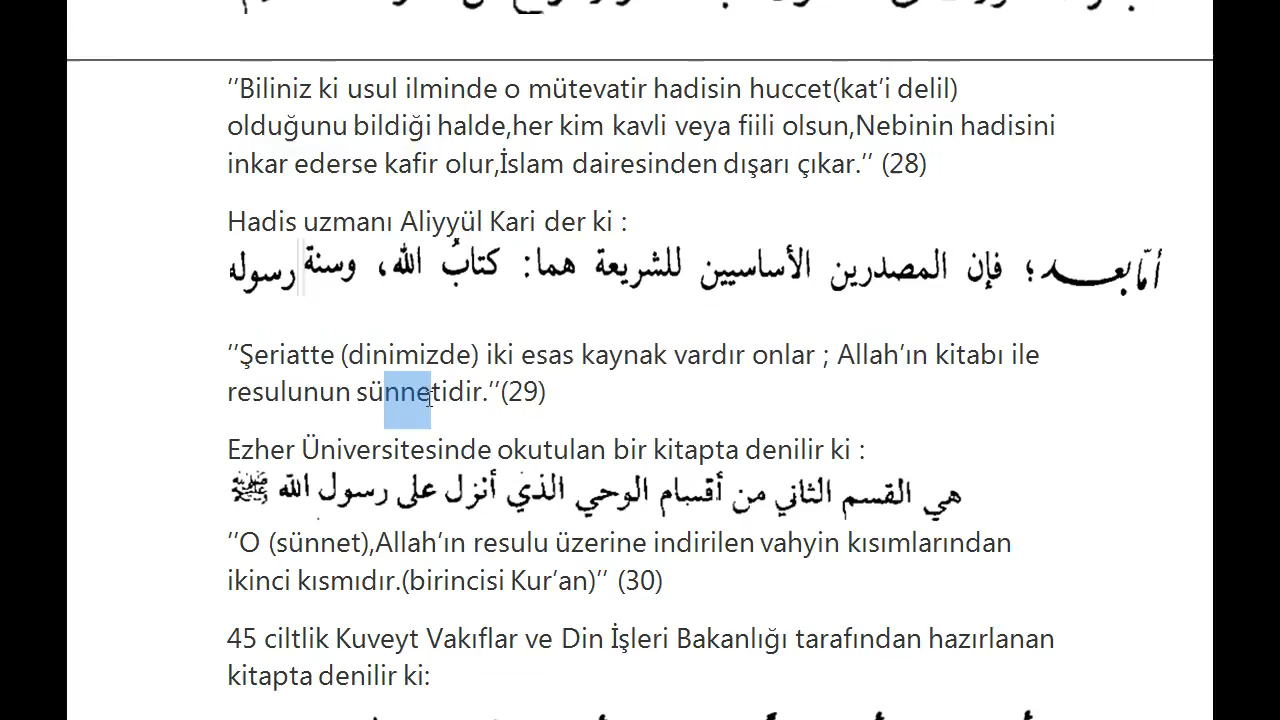 ’’Biliniz ki usul ilminde o mütevatir hadisin huccet(kat’i delil)
olduğunu bildiği halde,her kim kavli veya fiili olsun,Nebinin hadisini
inkar ederse kafir olur,İslam dairesinden dışarı çıkar.’’ (28)
Hadis uzmanı Aliyyül Kari der ki :
أمّا بعـــد ؛ فإن المصدرين الأساسيين للشريعة هما: كتابُ الله، وسنة رسوله
’’Şeriatte (dinimizde) iki esas kaynak vardır onlar ; Allah’ın kitabı ile
resulunun sünnetidir.’’(29)
Ezher Üniversitesinde okutulan bir kitapta denilir ki :
هي القسم الثاني من أقسام الوحي الذي أنزل على رسول الله ﷺ
’’O (sünnet),Allah’ın resulu üzerine indirilen vahyin kısımlarından
ikinci kısmıdır.(birincisi Kur’an)’’ (30)
45 ciltlik Kuveyt Vakıflar ve Din İşleri Bakanlığı tarafından hazırlanan
kitapta denilir ki: